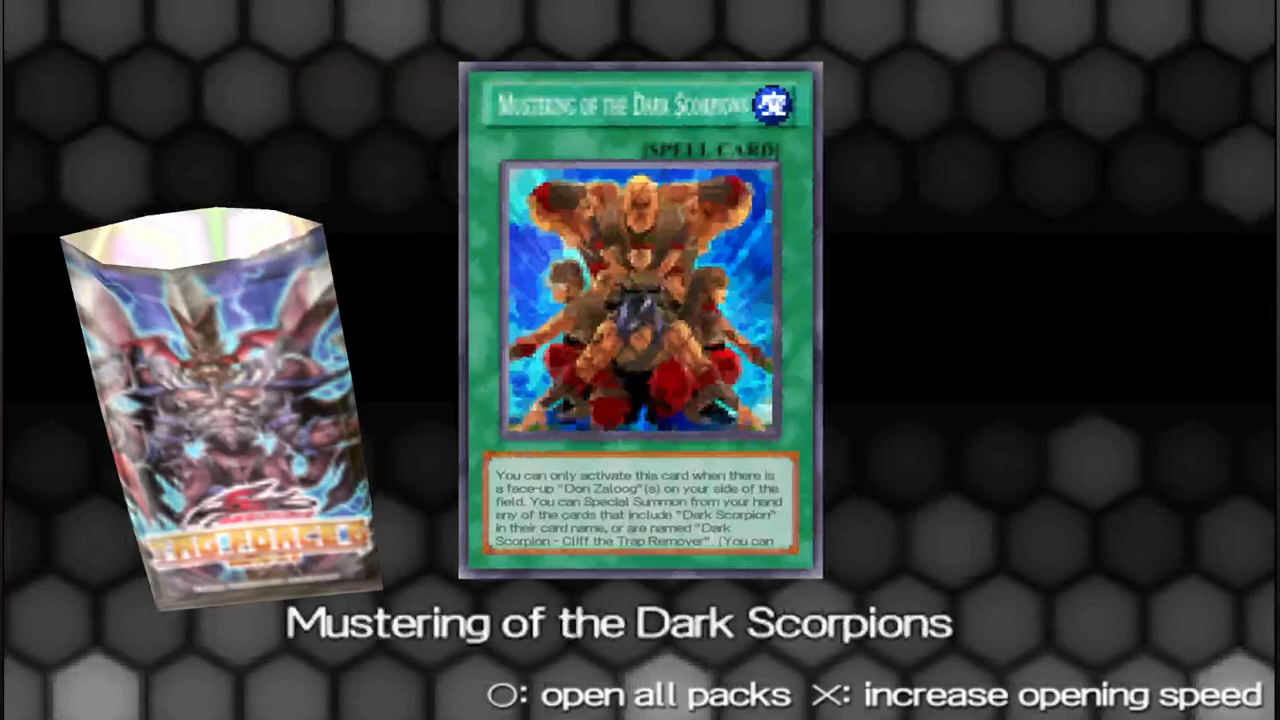 MUSTERING OF THE DARK SCORPIONS
[SPELL CARD]
You can only activate this card when there is
a face-up "Don Zaloog"(s) on your side of the
field. You can Special Summon from your hand
any of the cards that include "Dark Scorpion"
in their card name, or are named "Dark
Scorpion - Cliff the Trap Remover". (You can
Mustering of the Dark Scorpions
○: open all packs ✕: increase opening speed